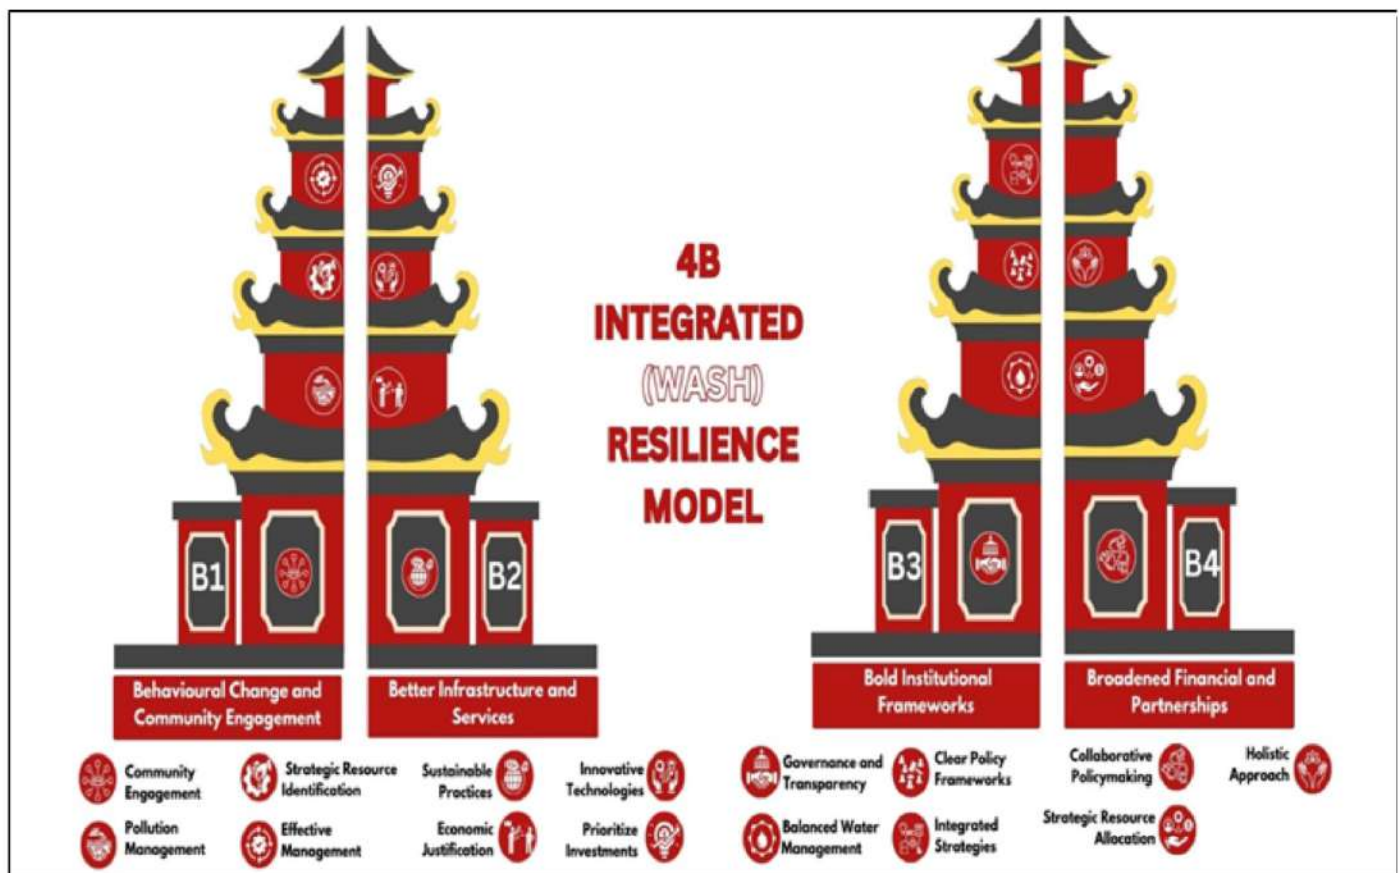 4B
INTEGRATED
(WASH)
RESILIENCE
MODEL
B1
B2
B3
B4
Behavioural Change and
Community Engagement
Better Infrastructure and
Services
Bold Institutional
Frameworks
Broadened Financial and
Partnerships
Community
Engagement
Strategic Resource
Identification
Sustainable
Practices
Innovative
Technologies
Governance and
Transparency
Clear Policy
Frameworks
Collaborative
Policymaking
Holistic
Approach
Pollution
Management
Effective
Management
Economic
Justification
Prioritize
Investments
Balanced Water
Management
Integrated
Strategies
Strategic Resource
Allocation